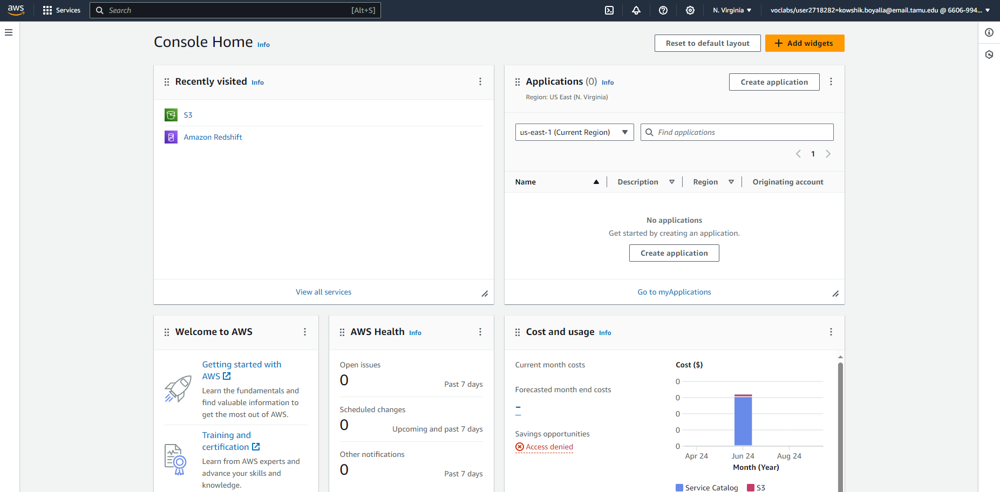 aws
Services
Search
[Alt+S]
N. Virginia
voclabs/user2718282=kowshik.boyalla@email.tamu.edu @ 6606-994...
Console Home Info
Reset to default layout
Add widgets
Recently visited Info
S3
Amazon Redshift
View all services
Applications (0) Info
Region: US East (N. Virginia)
Create application
us-east-1 (Current Region)
Find applications
1
Name
Description
Region
Originating account
No applications
Get started by creating an application.
Create application
Go to myApplications
Welcome to AWS
Getting started with
AWS
Learn the fundamentals and
find valuable information to
get the most out of AWS.
Training and
certification
Learn from AWS experts and
advance your skills and
knowledge.
AWS Health Info
Open issues
0
Past 7 days
Scheduled changes
0
Upcoming and past 7 days
Other notifications
0
Past 7 days
Cost and usage Info
Current month costs
Forecasted month end costs
–
Savings opportunities
Access denied
Cost ($)
0
0
0
0
0
Apr 24
Jun 24
Aug 24
Month (Year)
Service Catalog
S3